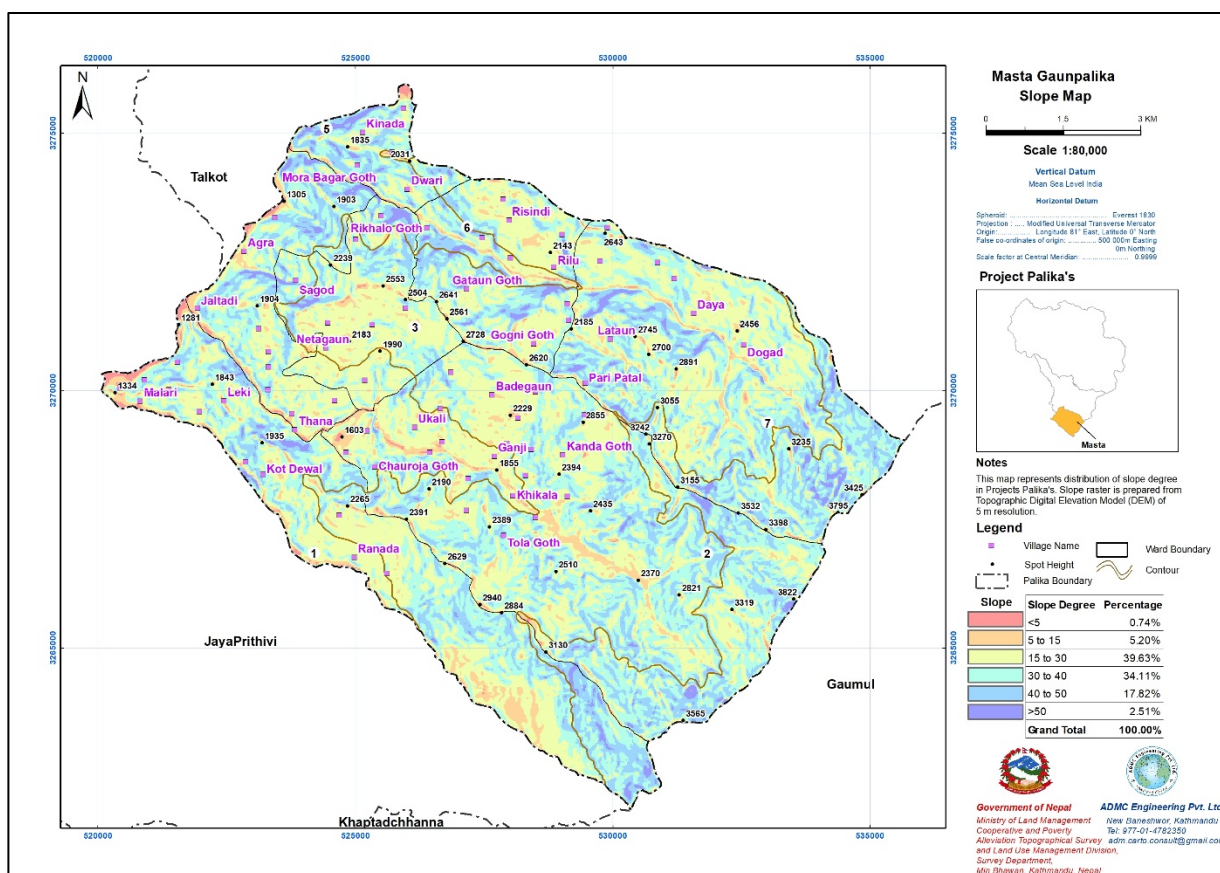 520000 525000 530000 535000
N
3275000 3275000
3270000 3270000
3265000 3265000
520000 525000 530000 535000
Talkot
JayaPrithivi
Khaptadchhanna
Gaumul
5
Kinada
1835
2031
Mora Bagar Goth
Dwari
1305
1903
Risindi
Rikhalo Goth
6
2643
Agra
2143
2239
Rilu
Sagod
2553
Gataun Goth
Jaltadi
1904
2504
2641
Daya
1281
2561
3
2185
2456
Netagaun
2183
2728
Gogni Goth
Lataun
2745
1990
2700
Dogad
2620
2891
1334
Malari
1843
Leki
Badegaun
Pari Patal
3055
Thana
Ukali
2229
2855
7
1603
3242
3270
1935
Ganji
Kanda Goth
3235
Kot Dewal
Chauroja Goth
1855
2394
2190
3155
3425
2265
Khikala
2435
3532
3795
2391
2389
3398
1
Ranada
Tola Goth
2
2629
2510
2370
2821
2940
2884
3319
3822
3130
3565
Masta Gaunpalika
Slope Map
0 1.5 3 KM
Scale 1:80,000
Vertical Datum
Mean Sea Level India
Horizontal Datum
Spheroid: Everest 1830
Projection : Modified Universal Transverse Mercator
Origin: Longitude 81° East, Latitude 0° North
False co-ordinates of origin: 500 000m Easting
0m Northing
Scale factor at Central Meridian: 0.9999
Project Palika's
Masta
Notes
This map represents distribution of slope degree
in Projects Palika's. Slope raster is prepared from
Topographic Digital Elevation Model (DEM) of
5 m resolution.
Legend
Village Name Ward Boundary
Spot Height Contour
Palika Boundary
Slope Slope Degree Percentage
<5 0.74%
5 to 15 5.20%
15 to 30 39.63%
30 to 40 34.11%
40 to 50 17.82%
>50 2.51%
Grand Total 100.00%
Government of Nepal
Ministry of Land Management
Cooperative and Poverty
Alleviation Topographical Survey
and Land Use Management Division,
Survey Department,
Min Bhawan, Kathmandu, Nepal
ADMC Engineering Pvt. Ltd
New Baneshwor, Kathmandu
Tel: 977-01-4782350
adm.carto.consult@gmail.com